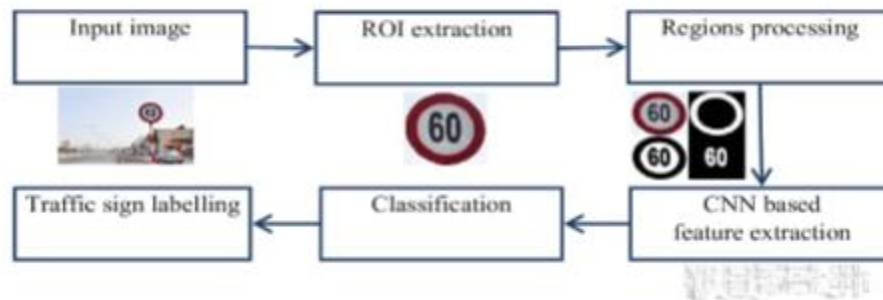 Input image
ROI extraction
Regions processing
60
60
60
60
Traffic sign labelling
Classification
CNN based
feature extraction